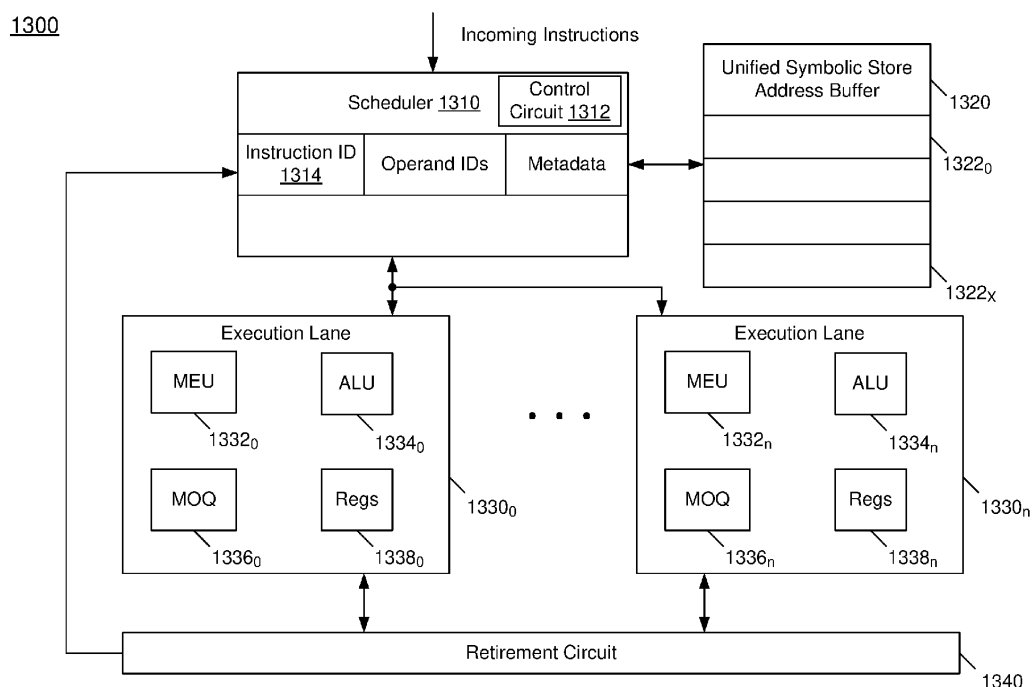 1300
Incoming Instructions
Scheduler 1310
Control
Circuit 1312
Instruction ID
1314
Operand IDs
Metadata
Unified Symbolic Store
Address Buffer
1320
1322₀
1322ₓ
Execution Lane
MEU
1332₀
ALU
1334₀
MOQ
1336₀
Regs
1338₀
1330₀
Execution Lane
MEU
1332ₙ
ALU
1334ₙ
MOQ
1336ₙ
Regs
1338ₙ
1330ₙ
Retirement Circuit
1340